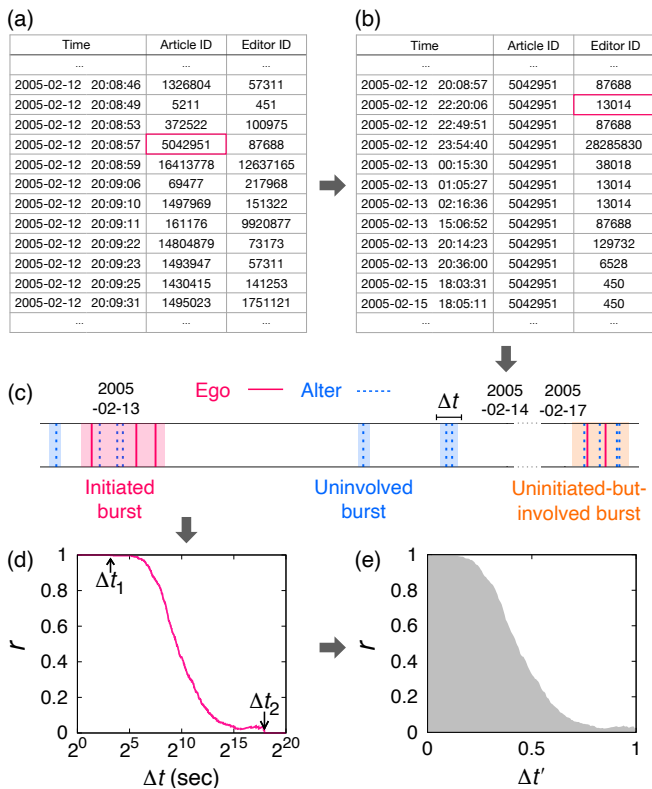 (a)
Time Article ID Editor ID
... ... ...
2005-02-12 20:08:46 1326804 57311
2005-02-12 20:08:49 5211 451
2005-02-12 20:08:53 372522 100975
2005-02-12 20:08:57 5042951 87688
2005-02-12 20:08:59 16413778 12637165
2005-02-12 20:09:06 69477 217968
2005-02-12 20:09:10 1497969 151322
2005-02-12 20:09:11 161176 9920877
2005-02-12 20:09:22 14804879 73173
2005-02-12 20:09:23 1493947 57311
2005-02-12 20:09:25 1430415 141253
2005-02-12 20:09:31 1495023 1751121
... ... ...
(b)
Time Article ID Editor ID
... ... ...
2005-02-12 20:08:57 5042951 87688
2005-02-12 22:20:06 5042951 13014
2005-02-12 22:49:51 5042951 87688
2005-02-12 23:54:40 5042951 28285830
2005-02-13 00:15:30 5042951 38018
2005-02-13 01:05:27 5042951 13014
2005-02-13 02:16:36 5042951 13014
2005-02-13 15:06:52 5042951 87688
2005-02-13 20:14:23 5042951 129732
2005-02-13 20:36:00 5042951 6528
2005-02-15 18:03:31 5042951 450
2005-02-15 18:05:11 5042951 450
... ... ...
(c)
2005
-02-13
Ego
Alter
Δt
2005
-02-14
2005
-02-17
Initiated
burst
Uninvolved
burst
Uninitiated-but-
involved burst
(d)
r
1
0.8
0.6
0.4
0.2
0
Δt₁
Δt₂
2⁰ 2⁵ 2¹⁰ 2¹⁵ 2²⁰
Δt (sec)
(e)
r
1
0.8
0.6
0.4
0.2
0
0 0.5 1
Δt'